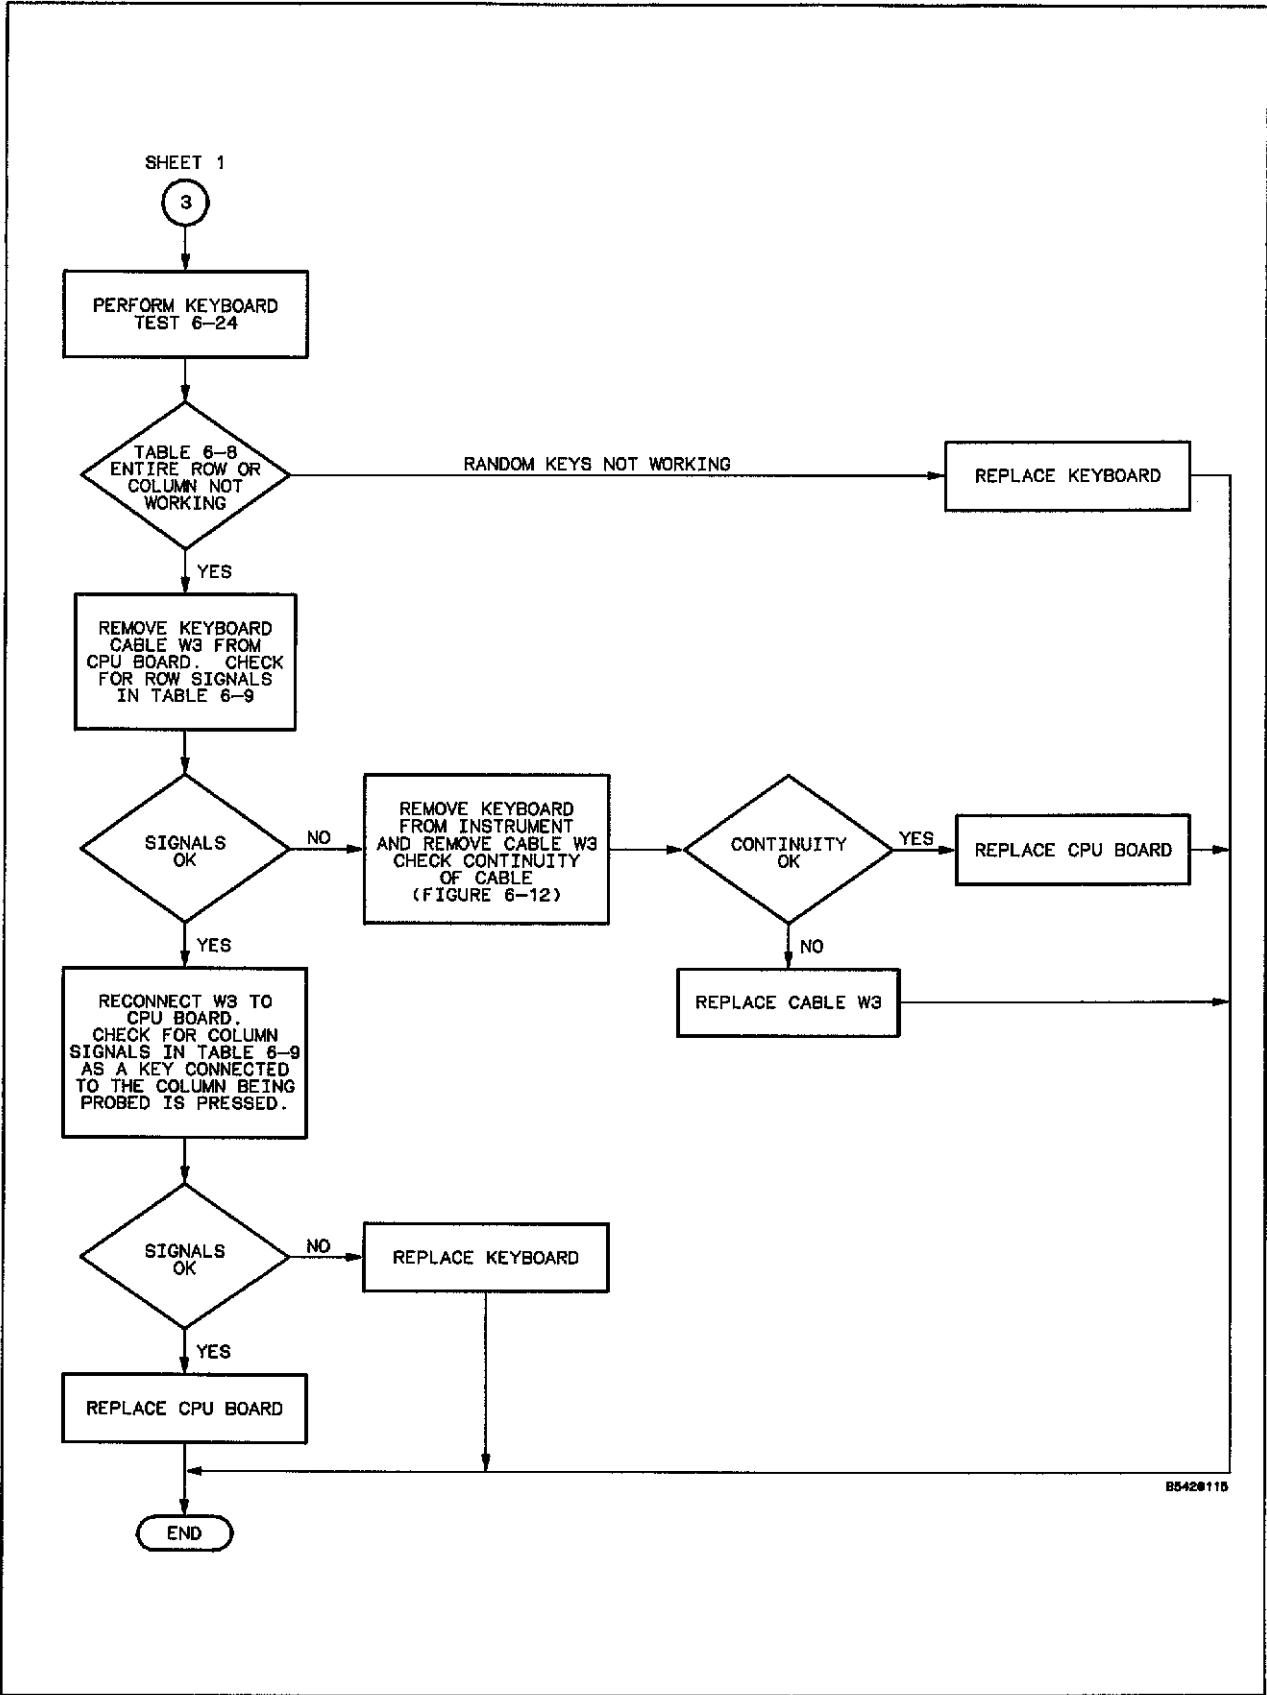 SHEET 1
3
PERFORM KEYBOARD
TEST 6-24
TABLE 6-8
ENTIRE ROW OR
COLUMN NOT
WORKING
RANDOM KEYS NOT WORKING
REPLACE KEYBOARD
YES
REMOVE KEYBOARD
CABLE W3 FROM
CPU BOARD. CHECK
FOR ROW SIGNALS
IN TABLE 6-9
SIGNALS
OK
NO
REMOVE KEYBOARD
FROM INSTRUMENT
AND REMOVE CABLE W3
CHECK CONTINUITY
OF CABLE
(FIGURE 6-12)
CONTINUITY
OK
YES
REPLACE CPU BOARD
NO
REPLACE CABLE W3
YES
RECONNECT W3 TO
CPU BOARD.
CHECK FOR COLUMN
SIGNALS IN TABLE 6-9
AS A KEY CONNECTED
TO THE COLUMN BEING
PROBED IS PRESSED.
SIGNALS
OK
NO
REPLACE KEYBOARD
YES
REPLACE CPU BOARD
END